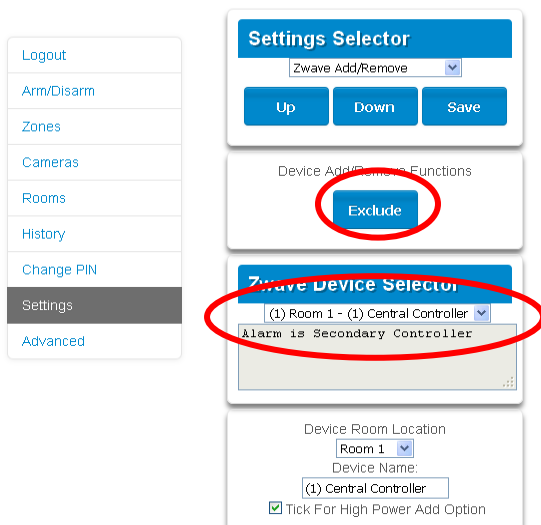 Logout
Arm/Disarm
Zones
Cameras
Rooms
History
Change PIN
Settings
Advanced
Settings Selector
Zwave Add/Remove
Up Down Save
Device Add/Remove Functions
Exclude
Zwave Device Selector
(1) Room 1 - (1) Central Controller
Alarm is Secondary Controller
Device Room Location
Room 1
Device Name:
(1) Central Controller
Tick For High Power Add Option